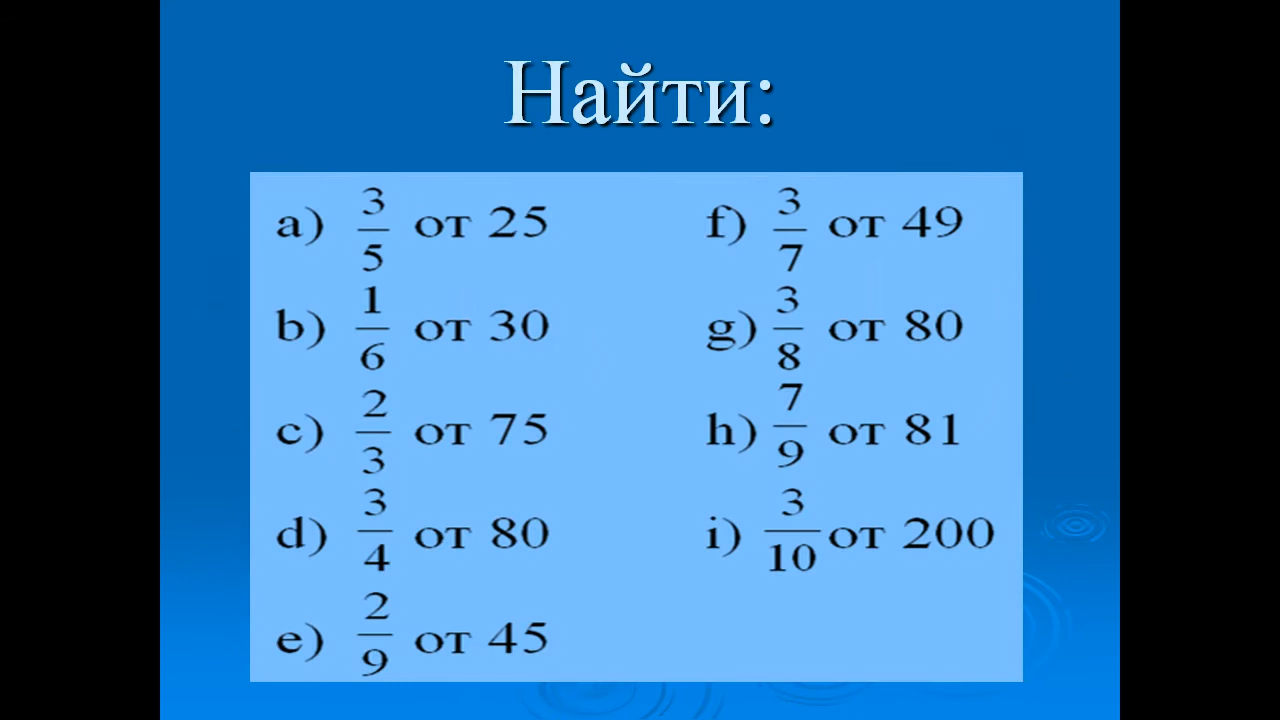 Найти:
a) 3/5 от 25
b) 1/6 от 30
c) 2/3 от 75
d) 3/4 от 80
e) 2/9 от 45
f) 3/7 от 49
g) 3/8 от 80
h) 7/9 от 81
i) 3/10 от 200